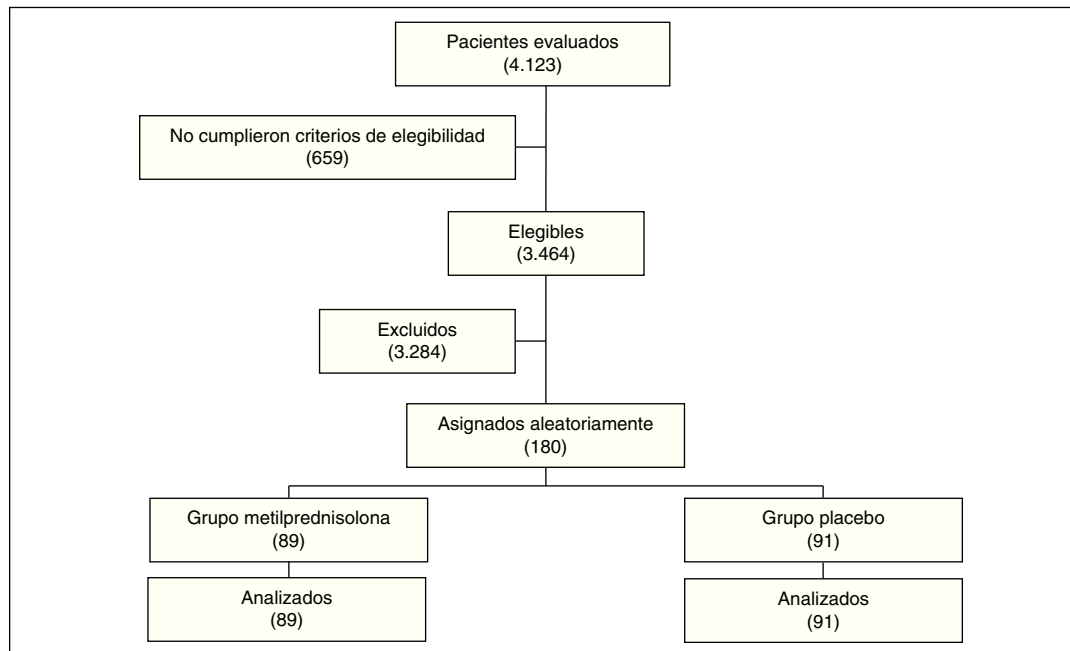 Pacientes evaluados
(4.123)
No cumplieron criterios de elegibilidad
(659)
Elegibles
(3.464)
Excluidos
(3.284)
Asignados aleatoriamente
(180)
Grupo metilprednisolona
(89)
Grupo placebo
(91)
Analizados
(89)
Analizados
(91)